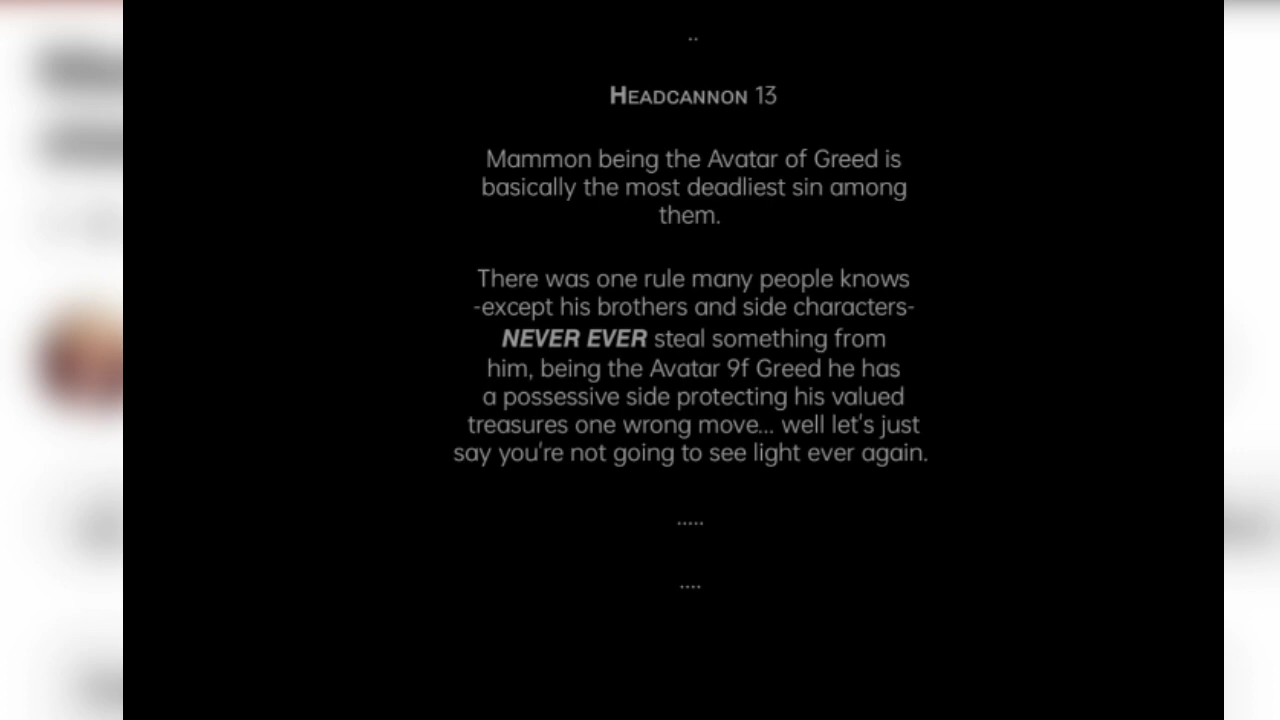 ..
HEADCANNON 13
Mammon being the Avatar of Greed is
basically the most deadliest sin among
them.
There was one rule many people knows
-except his brothers and side characters-
NEVER EVER steal something from
him, being the Avatar 9f Greed he has
a possessive side protecting his valued
treasures one wrong move... well let's just
say you're not going to see light ever again.
.....
....